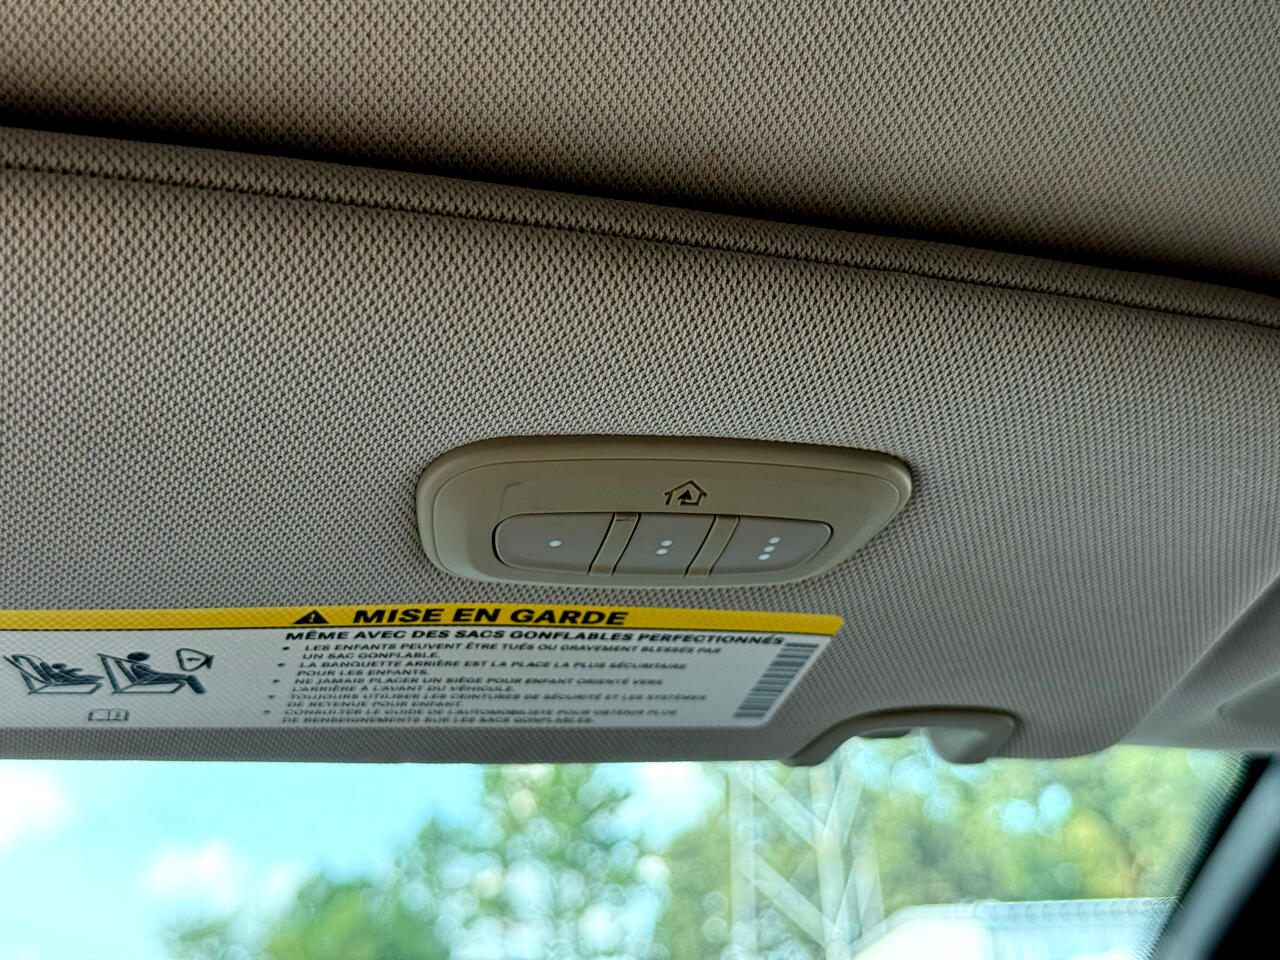 MISE EN GARDE
MÊME AVEC DES SACS GONFLABLES PERFECTIONNÉS
• LES ENFANTS PEUVENT ÊTRE TUÉS OU GRAVEMENT BLESSÉS PAR
UN SAC GONFLABLE.
• LA BANQUETTE ARRIÈRE EST LA PLACE LA PLUS SÉCURITAIRE
POUR LES ENFANTS.
• NE JAMAIS PLACER UN SIÈGE POUR ENFANT ORIENTÉ VERS
L'ARRIÈRE À L'AVANT DU VÉHICULE.
• TOUJOURS UTILISER LES CEINTURES DE SÉCURITÉ ET LES SYSTÈMES
DE RETENUE POUR ENFANT.
• CONSULTER LE GUIDE DE L'AUTOMOBILISTE POUR OBTENIR PLUS
DE RENSEIGNEMENTS SUR LES SACS GONFLABLES.